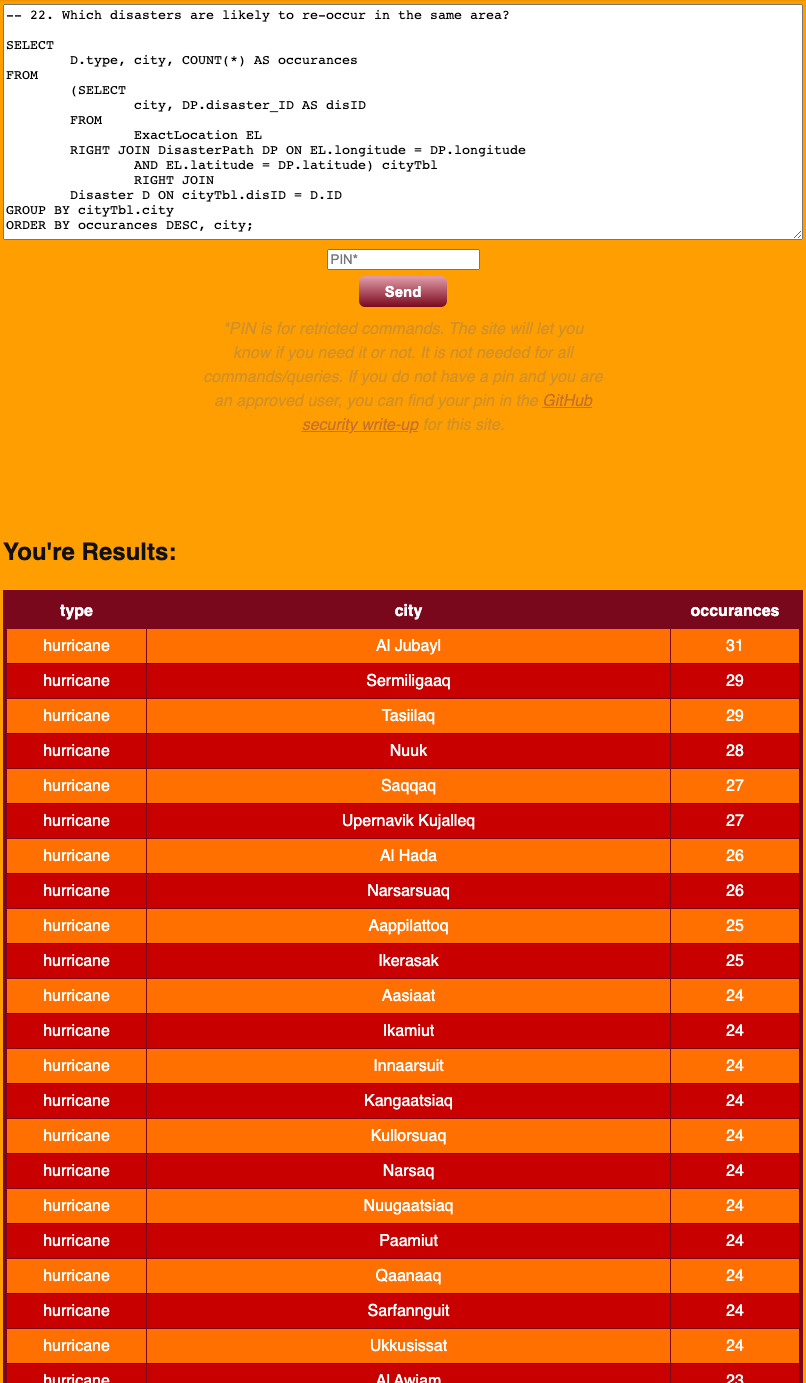 -- 22. Which disasters are likely to re-occur in the same area?
SELECT
D.type, city, COUNT(*) AS occurances
FROM
(SELECT
city, DP.disaster_ID AS disID
FROM
ExactLocation EL
RIGHT JOIN DisasterPath DP ON EL.longitude = DP.longitude
AND EL.latitude = DP.latitude) cityTbl
RIGHT JOIN
Disaster D ON cityTbl.disID = D.ID
GROUP BY cityTbl.city
ORDER BY occurances DESC, city;
PIN*
Send
*PIN is for retricted commands. The site will let you
know if you need it or not. It is not needed for all
commands/queries. If you do not have a pin and you are
an approved user, you can find your pin in the GitHub
security write-up for this site.
You're Results:
type city occurances
hurricane Al Jubayl 31
hurricane Sermiligaaq 29
hurricane Tasiilaq 29
hurricane Nuuk 28
hurricane Saqqaq 27
hurricane Upernavik Kujalleq 27
hurricane Al Hada 26
hurricane Narsarsuaq 26
hurricane Aappilattoq 25
hurricane Ikerasak 25
hurricane Aasiaat 24
hurricane Ikamiut 24
hurricane Innaarsuit 24
hurricane Kangaatsiaq 24
hurricane Kullorsuaq 24
hurricane Narsaq 24
hurricane Nuugaatsiaq 24
hurricane Paamiut 24
hurricane Qaanaaq 24
hurricane Sarfannguit 24
hurricane Ukkusissat 24
hurricane Al Awjam 23